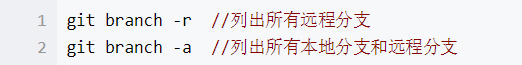 1 git branch -r //列出所有远程分支
2 git branch -a //列出所有本地分支和远程分支